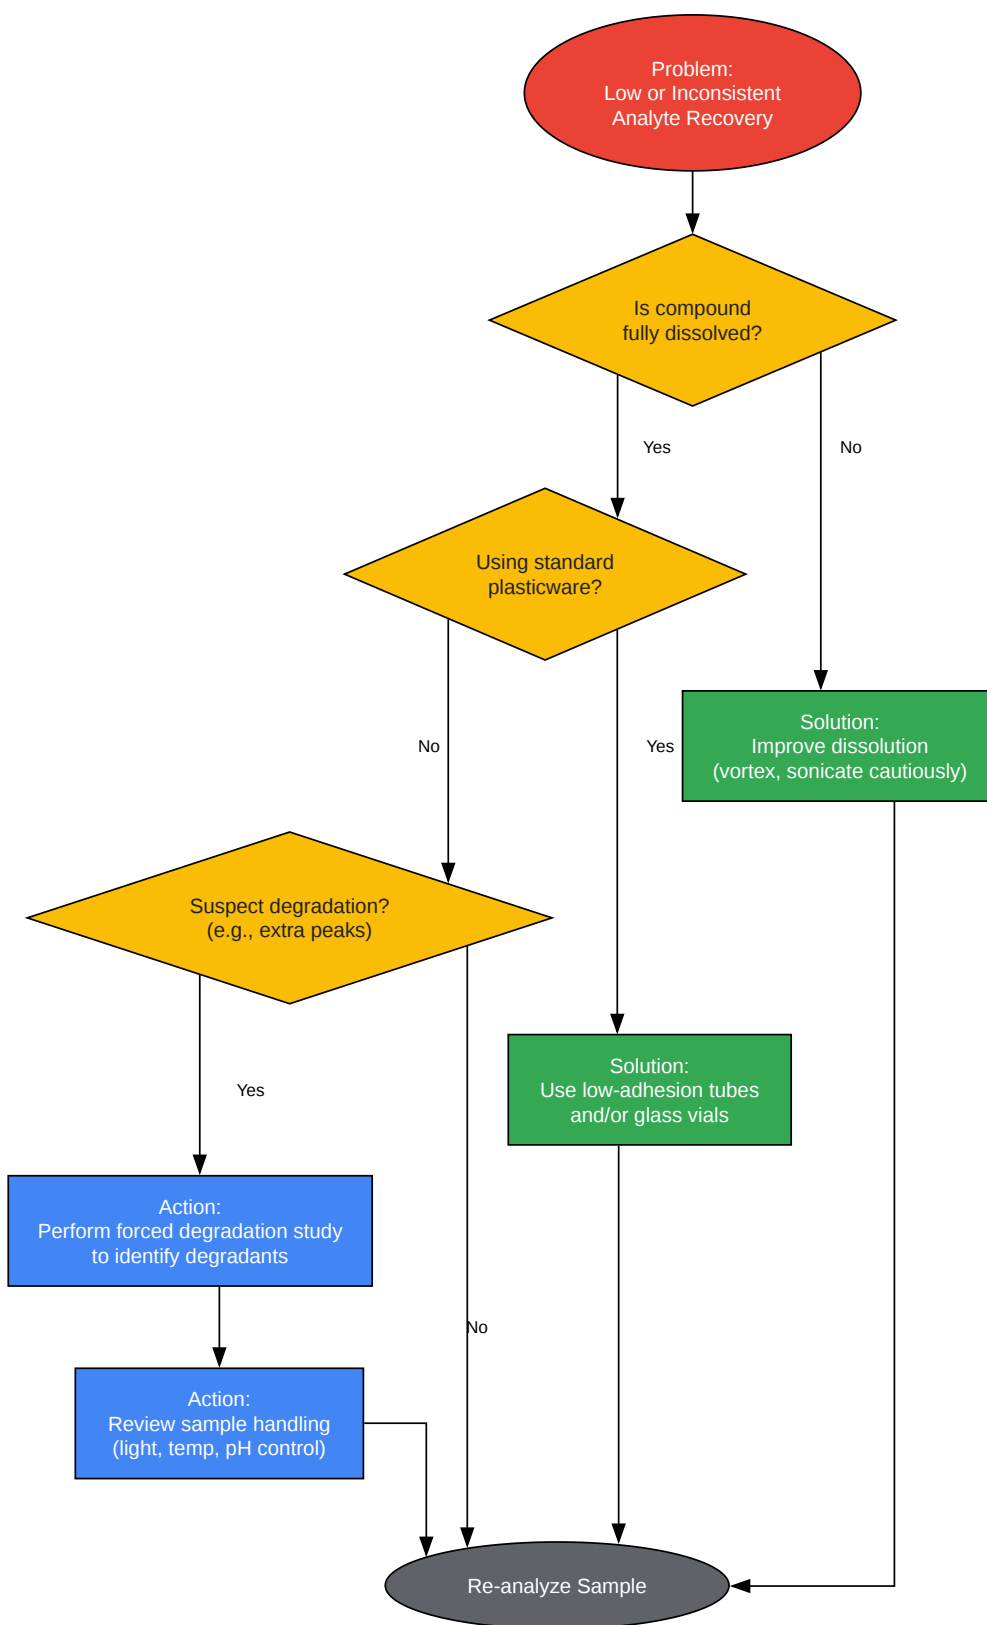 Problem:
Low or Inconsistent
Analyte Recovery
Is compound
fully dissolved?
Yes
No
Using standard
plasticware?
Solution:
Improve dissolution
(vortex, sonicate cautiously)
No
Yes
Suspect degradation?
(e.g., extra peaks)
Solution:
Use low-adhesion tubes
and/or glass vials
Yes
Action:
Perform forced degradation study
to identify degradants
No
Action:
Review sample handling
(light, temp, pH control)
Re-analyze Sample